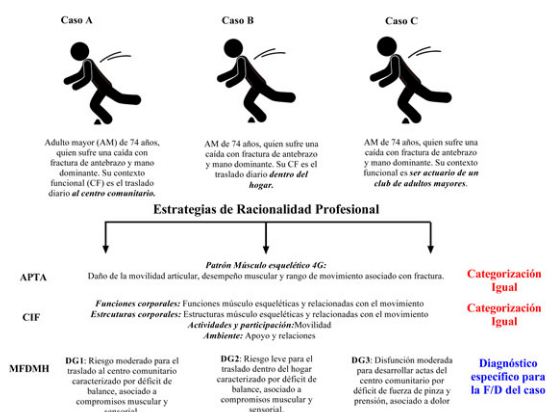 Caso A
Caso B
Caso C
Adulto mayor (AM) de 74 años,
quien sufre una caída con
fractura de antebrazo y mano
dominante. Su contexto
funcional (CF) es el traslado
diario al centro comunitario.
AM de 74 años, quien sufre una
caída con fractura de antebrazo
y mano dominante. Su CF es el
traslado diario dentro del
hogar.
AM de 74 años, quien sufre una
caída con fractura de antebrazo
y mano dominante. Su contexto
funcional es ser actuario de un
club de adultos mayores.
Estrategias de Racionalidad Profesional
APTA
Patrón Músculo esquelético 4G:
Daño de la movilidad articular, desempeño muscular y rango de movimiento asociado con fractura.
Categorización
Igual
CIF
Funciones corporales: Funciones músculo esqueléticas y relacionadas con el movimiento
Estrcuturas corporales: Estructuras músculo esqueléticas y relacionadas con el movimiento
Actividades y participación:Movilidad
Ambiente: Apoyo y relaciones
Categorización
Igual
MFDMH
DG1: Riesgo moderado para el
traslado al centro comunitario
caracterizado por déficit de
balance, asociado a
compromisos muscular y
sensorial.
DG2: Riesgo leve para el
traslado dentro del hogar
caracterizado por déficit de
balance, asociado a
compromisos muscular y
sensorial.
DG3: Disfunción moderada
para desarrollar actas del
centro comunitario por
déficit de fuerza de pinza y
prensión, asociado a dolor
Diagnóstico
específico para
la F/D del caso